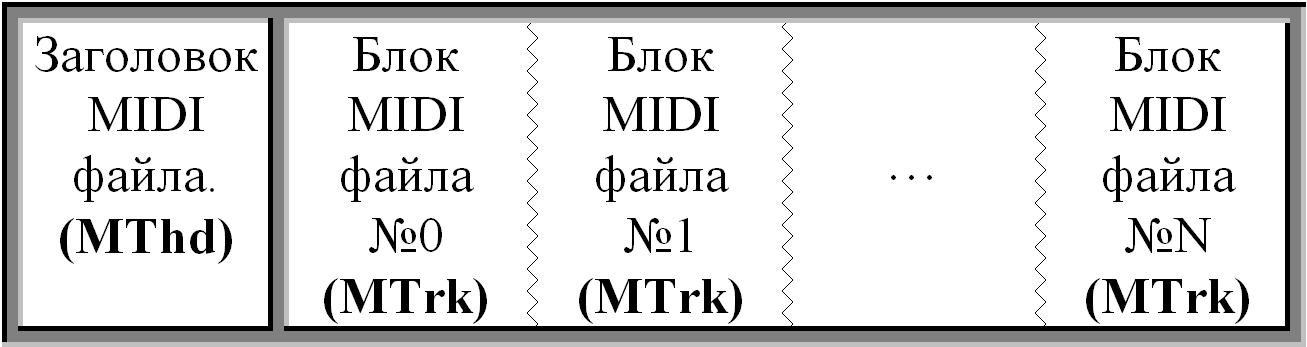 Заголовок
MIDI
файла.
(MThd)
Блок
MIDI
файла
№0
(MTrk)
Блок
MIDI
файла
№1
(MTrk)
...
Блок
MIDI
файла
№N
(MTrk)